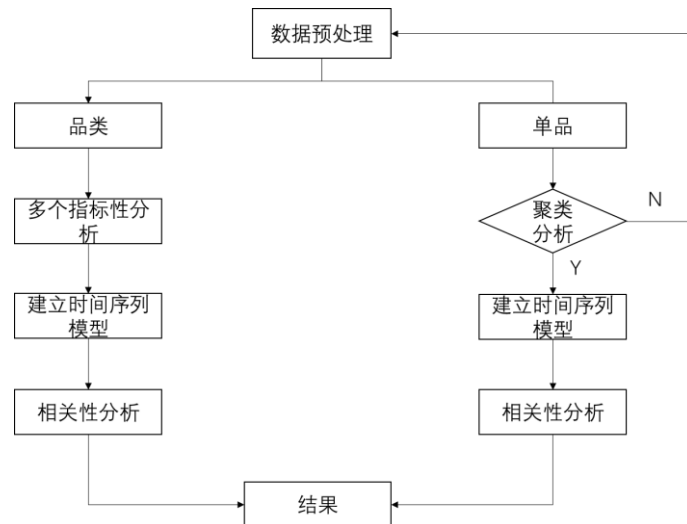 数据预处理
品类
单品
多个指标性分
析
聚类
分析
N
Y
建立时间序列
模型
建立时间序列
模型
相关性分析
相关性分析
结果